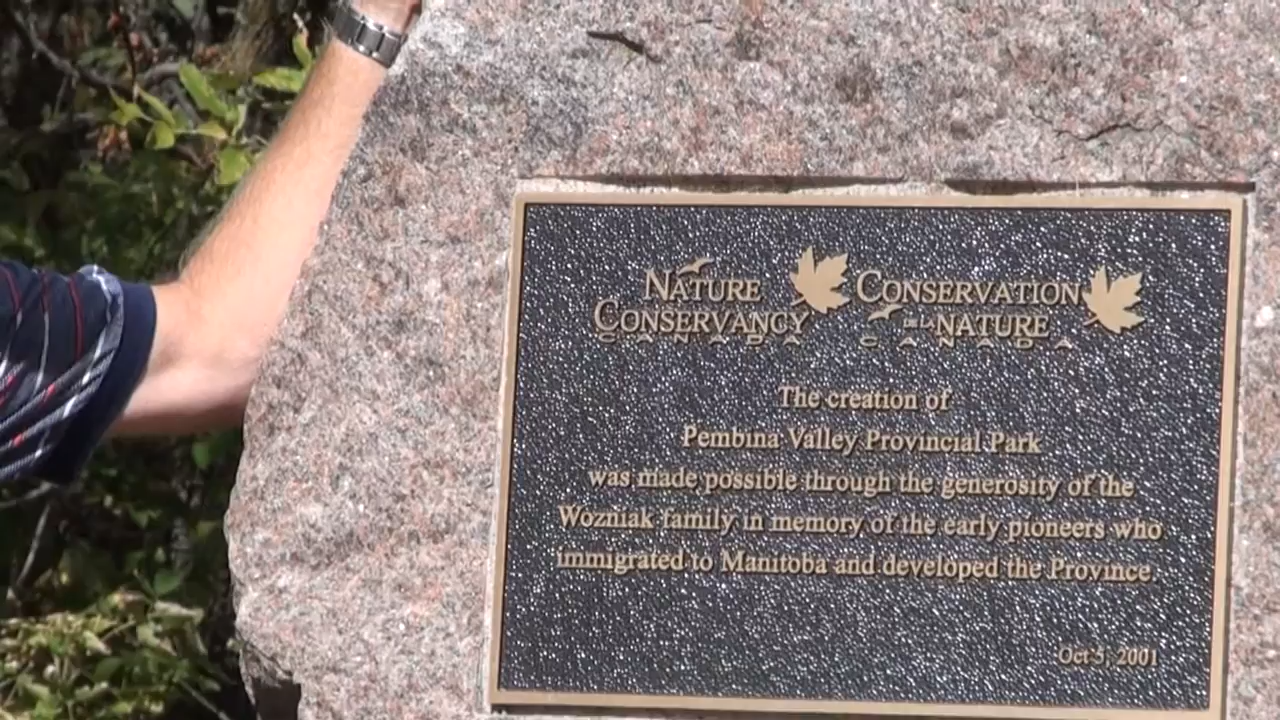 NATURE
CONSERVANCY
CANADA
CONSERVATION
DE LA NATURE
CANADA
The creation of
Pembina Valley Provincial Park
was made possible through the generosity of the
Wozniak family in memory of the early pioneers who
immigrated to Manitoba and developed the Province
Oct 5, 2001